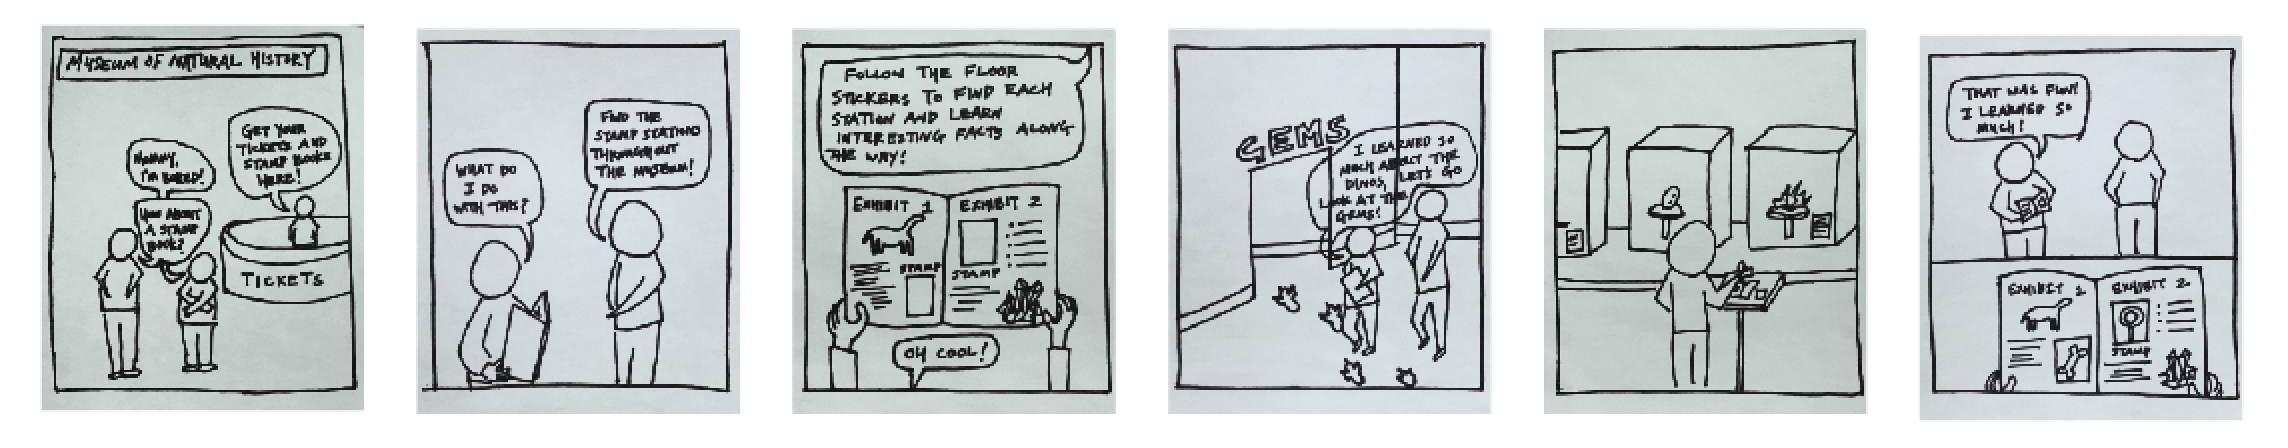 MUSEUM OF NATURAL HISTORY
MOMMY,
I'M BORED!
GET YOUR
TICKETS AND
STAMP BOOKS
HERE!
HOW ABOUT
A STAMP
BOOK?
TICKETS
WHAT DO
I DO
WITH THIS?
FIND THE
STAMP STATIONS
THROUGHOUT
THE MUSEUM!
FOLLOW THE FLOOR
STICKERS TO FIND EACH
STATION AND LEARN
INTERESTING FACTS ALONG
THE WAY!
EXHIBIT 1
STAMP
EXHIBIT 2
STAMP
OH COOL!
GEMS
I LEARNED SO
MUCH ABOUT THE
DINOS, LET'S GO
LOOK AT THE
GEMS!
THAT WAS FUN!
I LEARNED SO
MUCH!
EXHIBIT 1
EXHIBIT 2
STAMP